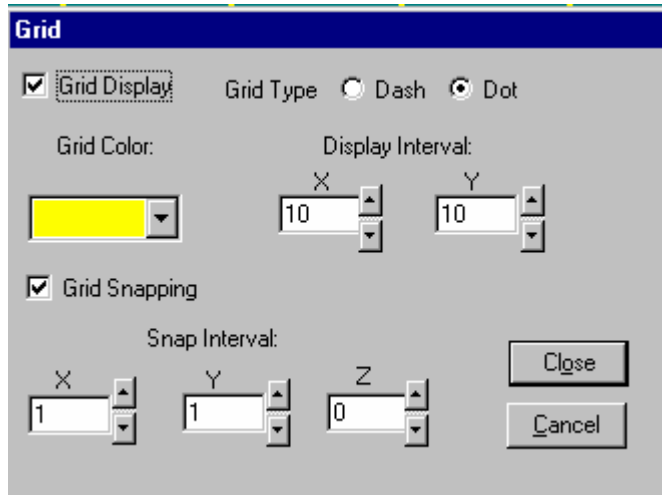 Grid
Grid Display Grid Type Dash Dot
Grid Color: Display Interval:
X Y
10 10
Grid Snapping
Snap Interval:
X Y Z
Close
1 1 0
Cancel